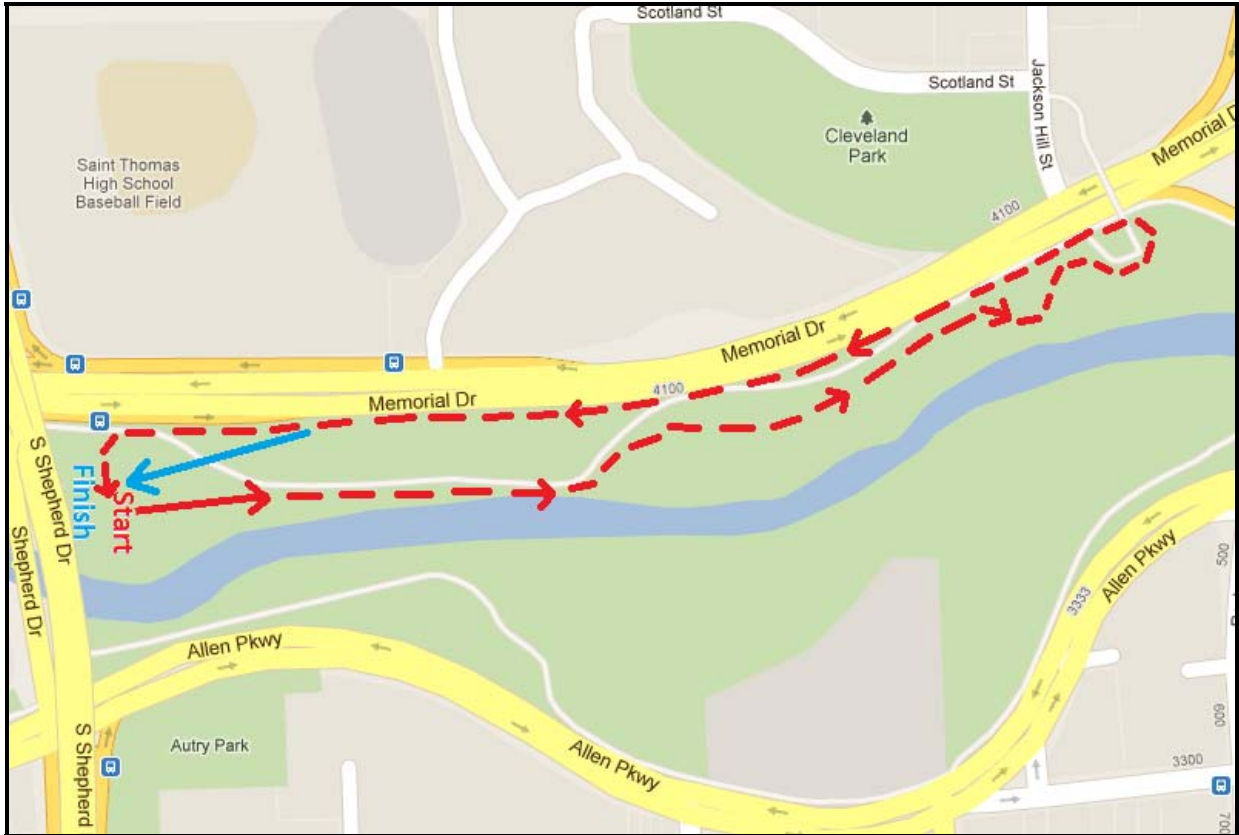 Scotland St
Scotland St
Jackson Hill St
Cleveland
Park
Memorial D
Saint Thomas
High School
Baseball Field
4100
Memorial Dr
4100
Memorial Dr
S Shepherd Dr
Finish
Start
Shepherd Dr
Allen Pkwy
3333
500
Allen Pkwy
600
S Shepherd
Autry Park
Allen Pkwy
3300
700